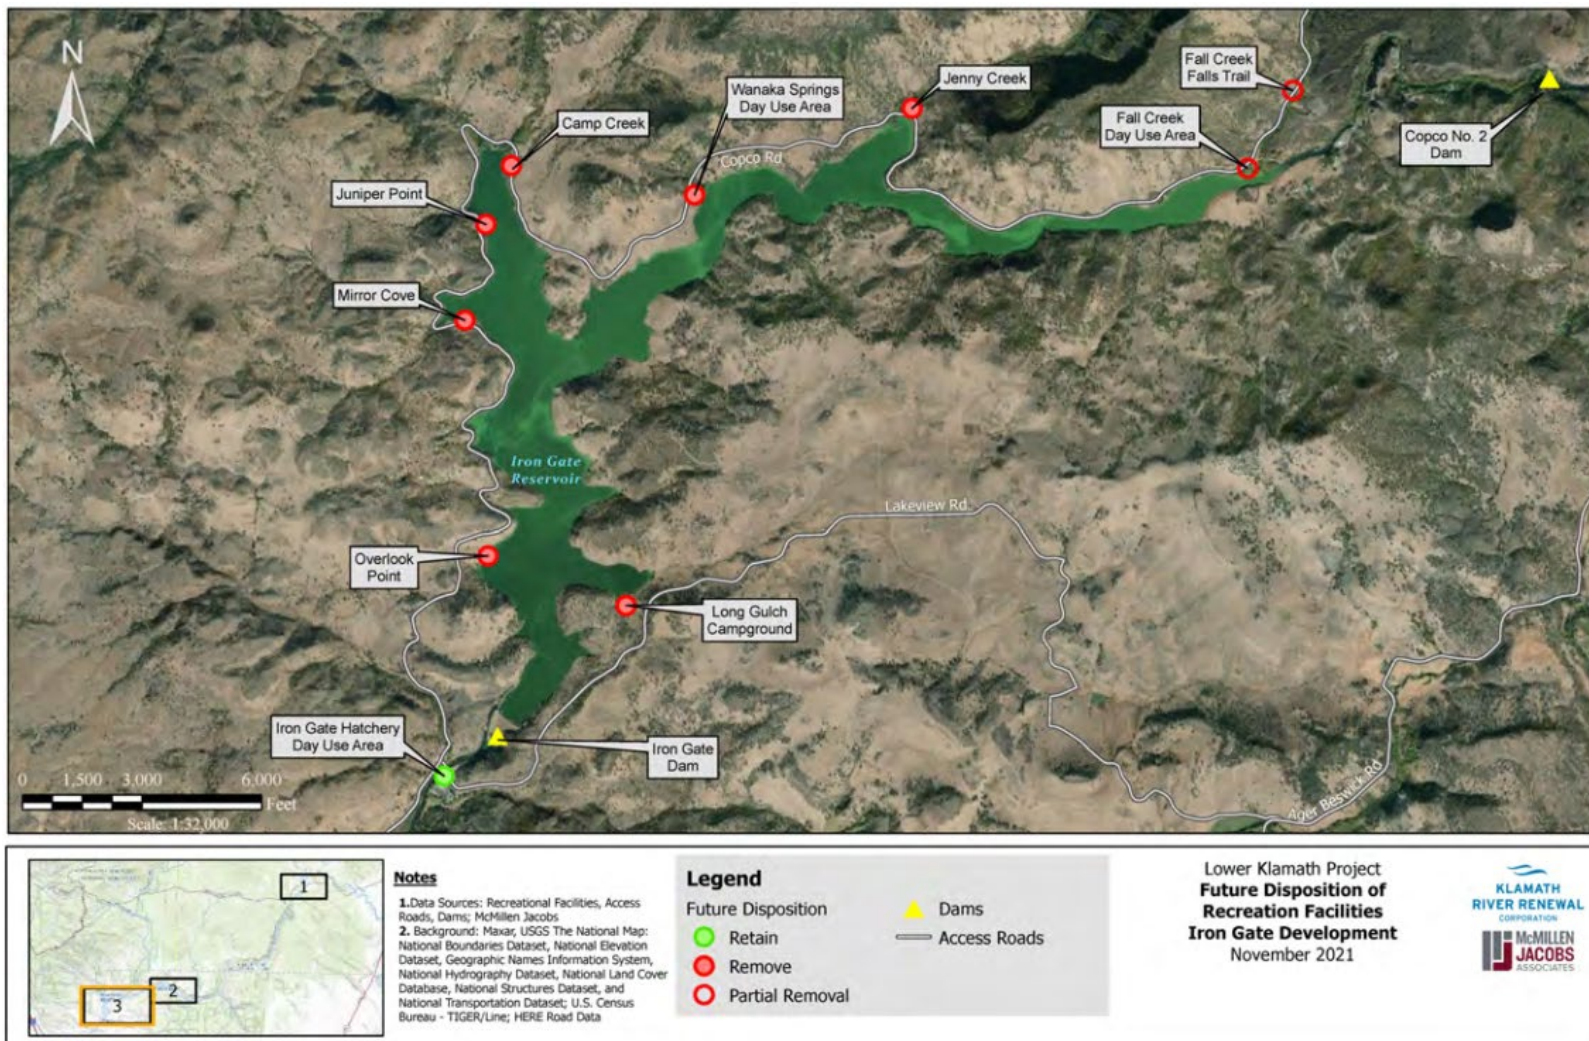 N
Fall Creek
Falls Trail
Jenny Creek
Wanaka Springs
Day Use Area
Camp Creek
Fall Creek
Day Use Area
Copco No. 2
Dam
Copco Rd
Juniper Point
Mirror Cove
Iron Gate
Reservoir
Lakeview Rd.
Overlook
Point
Long Gulch
Campground
Iron Gate Hatchery
Day Use Area
Iron Gate
Dam
Ager Beswick Rd
0 1,500 3,000 6,000
Feet
Scale: 1:32,000
1
2
3
Notes
1.Data Sources: Recreational Facilities, Access
Roads, Dams; McMillen Jacobs
2. Background: Maxar, USGS The National Map:
National Boundaries Dataset, National Elevation
Dataset, Geographic Names Information System,
National Hydrography Dataset, National Land Cover
Database, National Structures Dataset, and
National Transportation Dataset; U.S. Census
Bureau - TIGER/Line; HERE Road Data
Legend
Future Disposition
Retain
Remove
Partial Removal
Dams
Access Roads
Lower Klamath Project
Future Disposition of
Recreation Facilities
Iron Gate Development
November 2021
KLAMATH
RIVER RENEWAL
CORPORATION
McMILLEN
JACOBS
ASSOCIATES